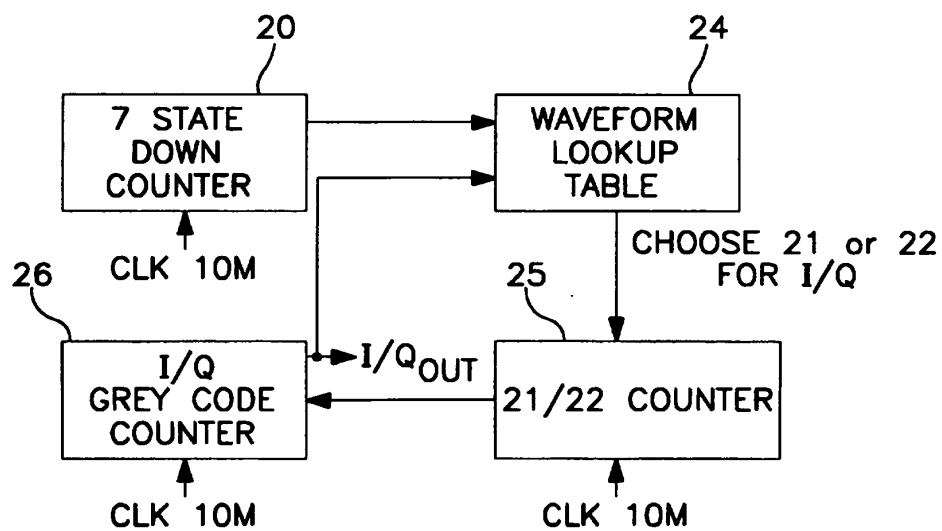 20
7 STATE
DOWN
COUNTER
CLK 10M
24
WAVEFORM
LOOKUP
TABLE
CHOOSE 21 or 22
FOR I/Q
26
I/Q
GREY CODE
COUNTER
CLK 10M
I/QOUT
25
21/22 COUNTER
CLK 10M